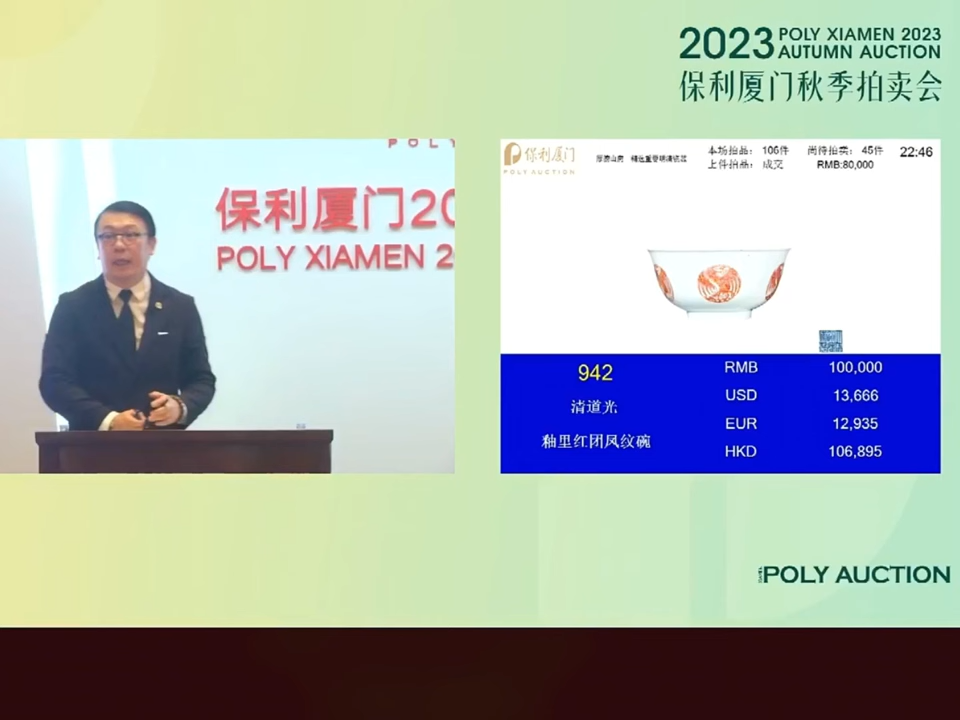 2023 POLY XIAMEN 2023
AUTUMN AUCTION
保利厦门秋季拍卖会
POLY
保利厦门20
POLY XIAMEN 2
保利厦门
POLY AUCTION
本场拍品: 106件 尚待拍卖: 45件 22:46
上件拍品: 成交 RMB:80,000
942
清道光
釉里红团凤纹碗
RMB 100,000
USD 13,666
EUR 12,935
HKD 106,895
POLY AUCTION